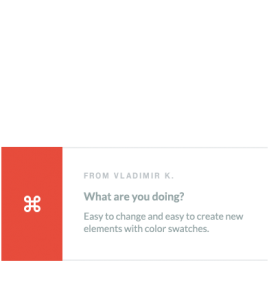 FROM VLADIMIR K.
What are you doing?
Easy to change and easy to create new
elements with color swatches.